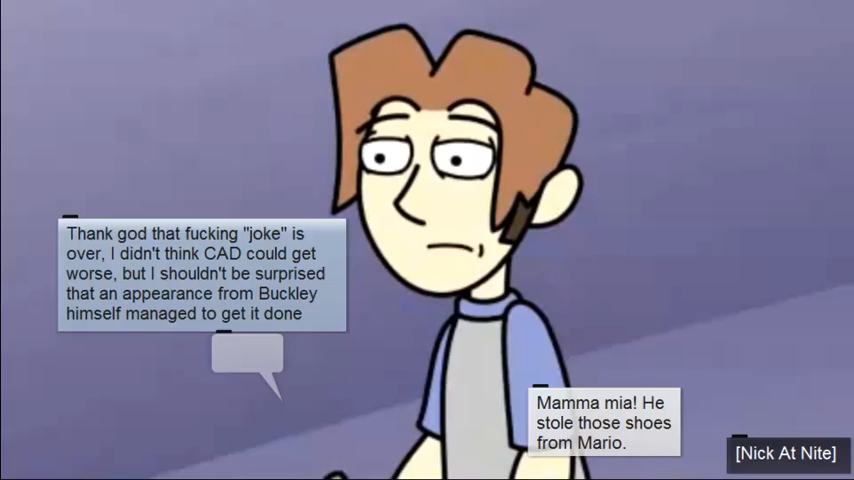 Thank god that fucking "joke" is
over, I didn't think CAD could get
worse, but I shouldn't be surprised
that an appearance from Buckley
himself managed to get it done
Mamma mia! He
stole those shoes
from Mario.
[Nick At Nite]